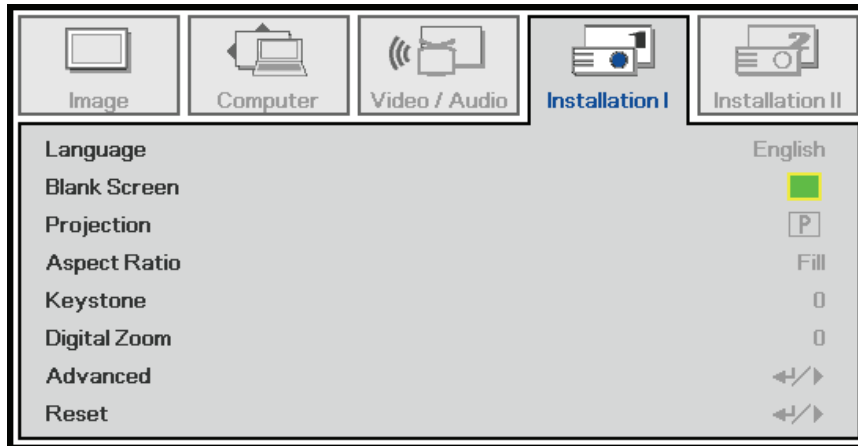 Image
Computer
Video / Audio
Installation I
Installation II
Language English
Blank Screen
Projection P
Aspect Ratio Fill
Keystone 0
Digital Zoom 0
Advanced
Reset